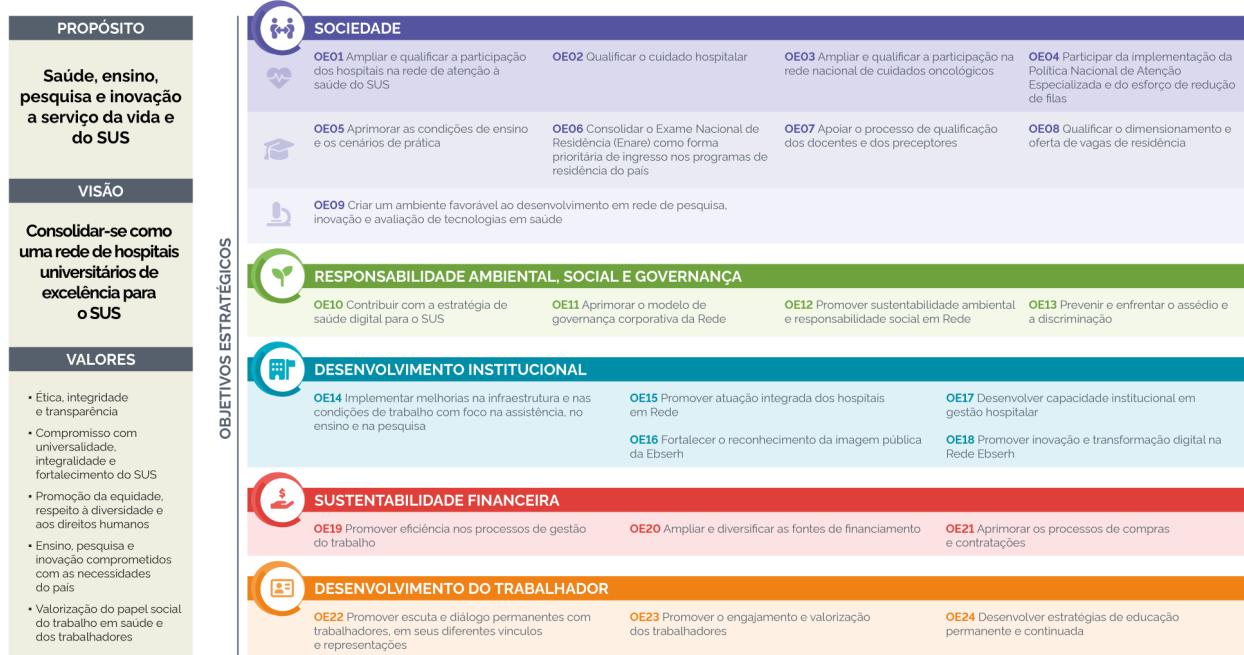 PROPÓSITO
Saúde, ensino,
pesquisa e inovação
a serviço da vida e
do SUS
VISÃO
Consolidar-se como
uma rede de hospitais
universitários de
excelência para
o SUS
VALORES
• Ética, integridade
e transparência
• Compromisso com
universalidade,
integralidade e
fortalecimento do SUS
• Promoção da equidade,
respeito à diversidade e
aos direitos humanos
• Ensino, pesquisa e
inovação comprometidos
com as necessidades
do país
• Valorização do papel social
do trabalho em saúde e
dos trabalhadores
OBJETIVOS ESTRATÉGICOS
SOCIEDADE
OE01 Ampliar e qualificar a participação
dos hospitais na rede de atenção à
saúde do SUS
OE02 Qualificar o cuidado hospitalar
OE03 Ampliar e qualificar a participação na
rede nacional de cuidados oncológicos
OE04 Participar da implementação da
Política Nacional de Atenção
Especializada e do esforço de redução
de filas
OE05 Aprimorar as condições de ensino
e os cenários de prática
OE06 Consolidar o Exame Nacional de
Residência (Enare) como forma
prioritária de ingresso nos programas de
residência do país
OE07 Apoiar o processo de qualificação
dos docentes e dos preceptores
OE08 Qualificar o dimensionamento e
oferta de vagas de residência
OE09 Criar um ambiente favorável ao desenvolvimento em rede de pesquisa,
inovação e avaliação de tecnologias em saúde
RESPONSABILIDADE AMBIENTAL, SOCIAL E GOVERNANÇA
OE10 Contribuir com a estratégia de
saúde digital para o SUS
OE11 Aprimorar o modelo de
governança corporativa da Rede
OE12 Promover sustentabilidade ambiental
e responsabilidade social em Rede
OE13 Prevenir e enfrentar o assédio e
a discriminação
DESENVOLVIMENTO INSTITUCIONAL
OE14 Implementar melhorias na infraestrutura e nas
condições de trabalho com foco na assistência, no
ensino e na pesquisa
OE15 Promover atuação integrada dos hospitais
em Rede
OE16 Fortalecer o reconhecimento da imagem pública
da Ebserh
OE17 Desenvolver capacidade institucional em
gestão hospitalar
OE18 Promover inovação e transformação digital na
Rede Ebserh
$
SUSTENTABILIDADE FINANCEIRA
OE19 Promover eficiência nos processos de gestão
do trabalho
OE20 Ampliar e diversificar as fontes de financiamento
OE21 Aprimorar os processos de compras
e contratações
DESENVOLVIMENTO DO TRABALHADOR
OE22 Promover escuta e diálogo permanentes com
trabalhadores, em seus diferentes vínculos
e representações
OE23 Promover o engajamento e valorização
dos trabalhadores
OE24 Desenvolver estratégias de educação
permanente e continuada